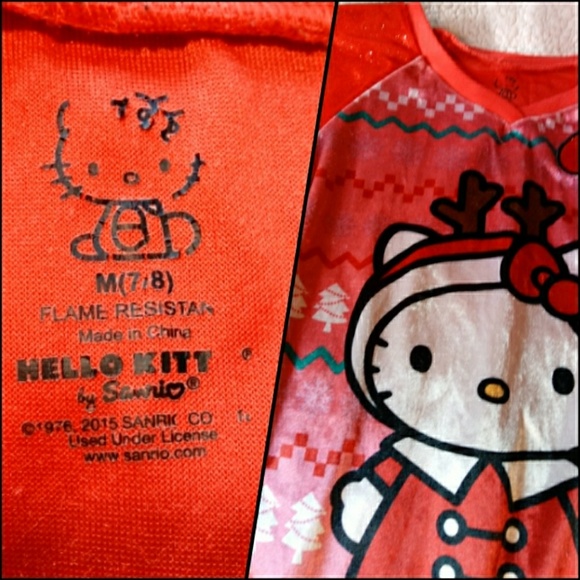 M(7/8)
FLAME RESISTAN
Made in China
HELLO KITT ®
by Sanrio®
©1976, 2015 SANRIO CO
Used Under License
www.sanrio.com